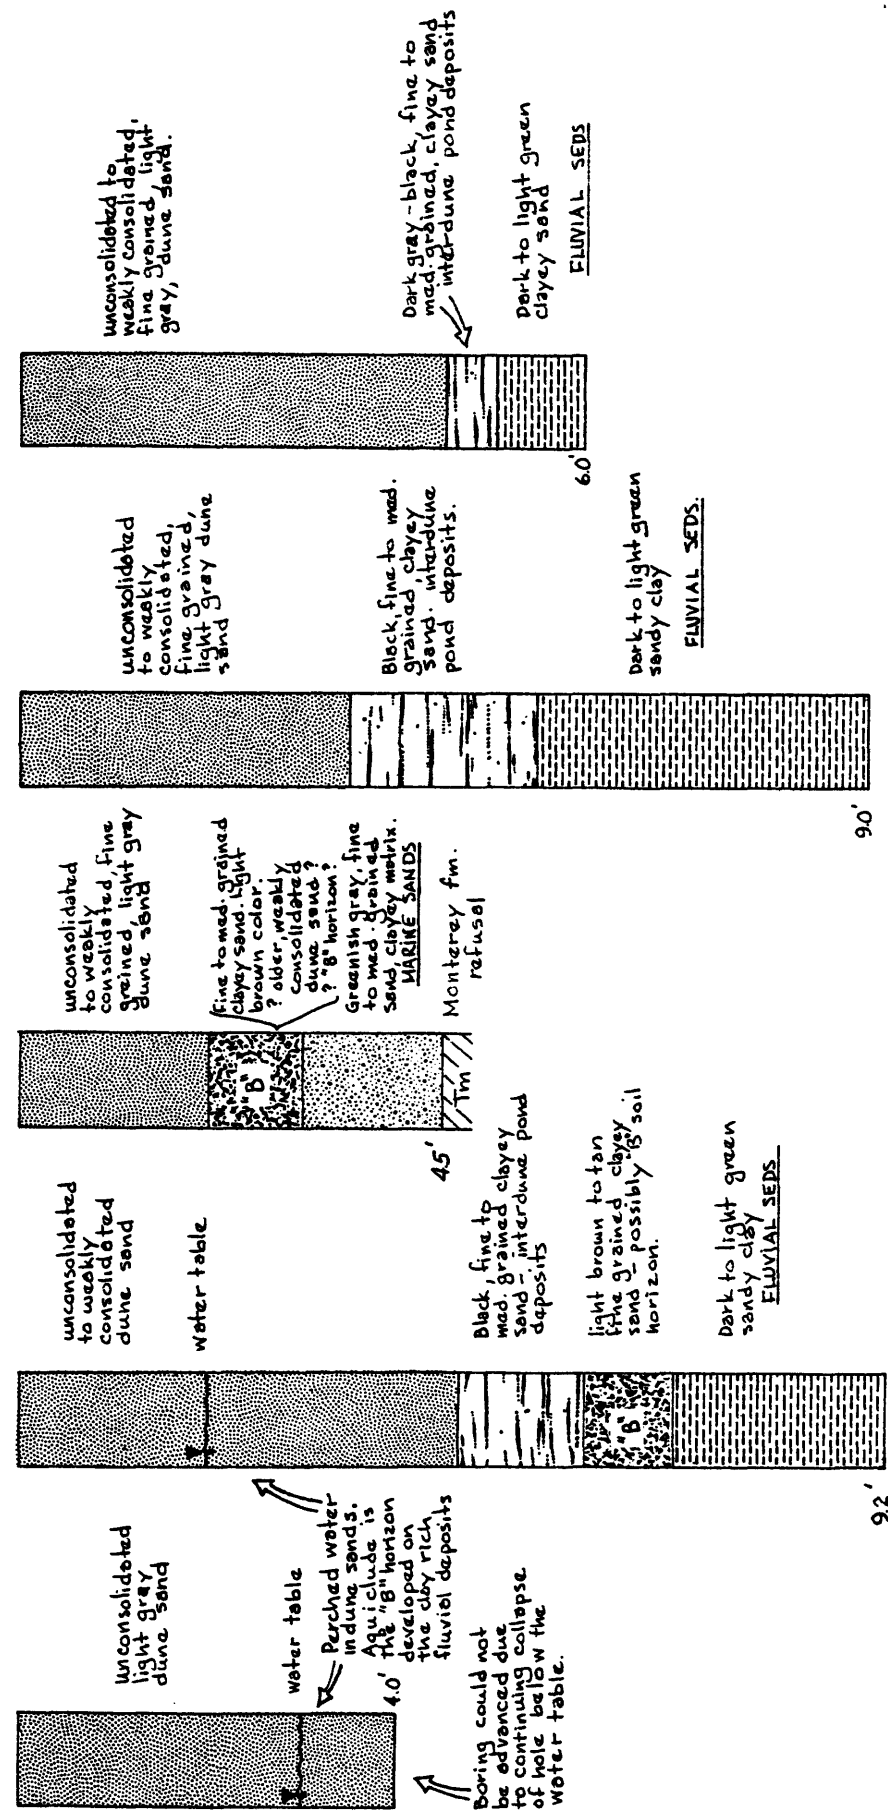 unconsolidated to
weakly consolidated,
fine grained, light
gray, dune sand.
Dark gray-black, fine to
med. grained, clayey sand
interdune pond deposits
Dark to light green
clayey sand
FLUVIAL SEDS
6.0'
unconsolidated
to weakly
consolidated,
fine grained,
light gray dune
sand
Black, fine to med.
grained, clayey
sand. interdune
pond deposits.
Dark to light green
sandy clay
FLUVIAL SEDS.
9.0'
unconsolidated
to weakly
consolidated, fine
grained, light gray
dune sand
Fine to med. grained
clayey sand. Light
brown color.
? older, weakly
consolidated
dune sand?
? "B" horizon?
Greenish gray, fine
to med. grained
sand, clayey matrix.
MARINE SANDS
Monterey fm.
refusal
"B"
Tm
4.5'
unconsolidated
to weakly
consolidated
dune sand
Water table
Black, fine to
med. grained clayey
sand - interdune pond
deposits
light brown to tan
fine grained clayey
sand - possibly "B" soil
horizon.
Dark to light green
sandy clay
FLUVIAL SEDS
"B"
9.2'
unconsolidated
light gray
dune sand
water table
Perched water
in dune sands.
Aquiclude is
the "B" horizon
developed on
the clay rich
fluvial deposits
4.0'
Boring could not
be advanced due
to continuing collapse
of hole below the
water table.